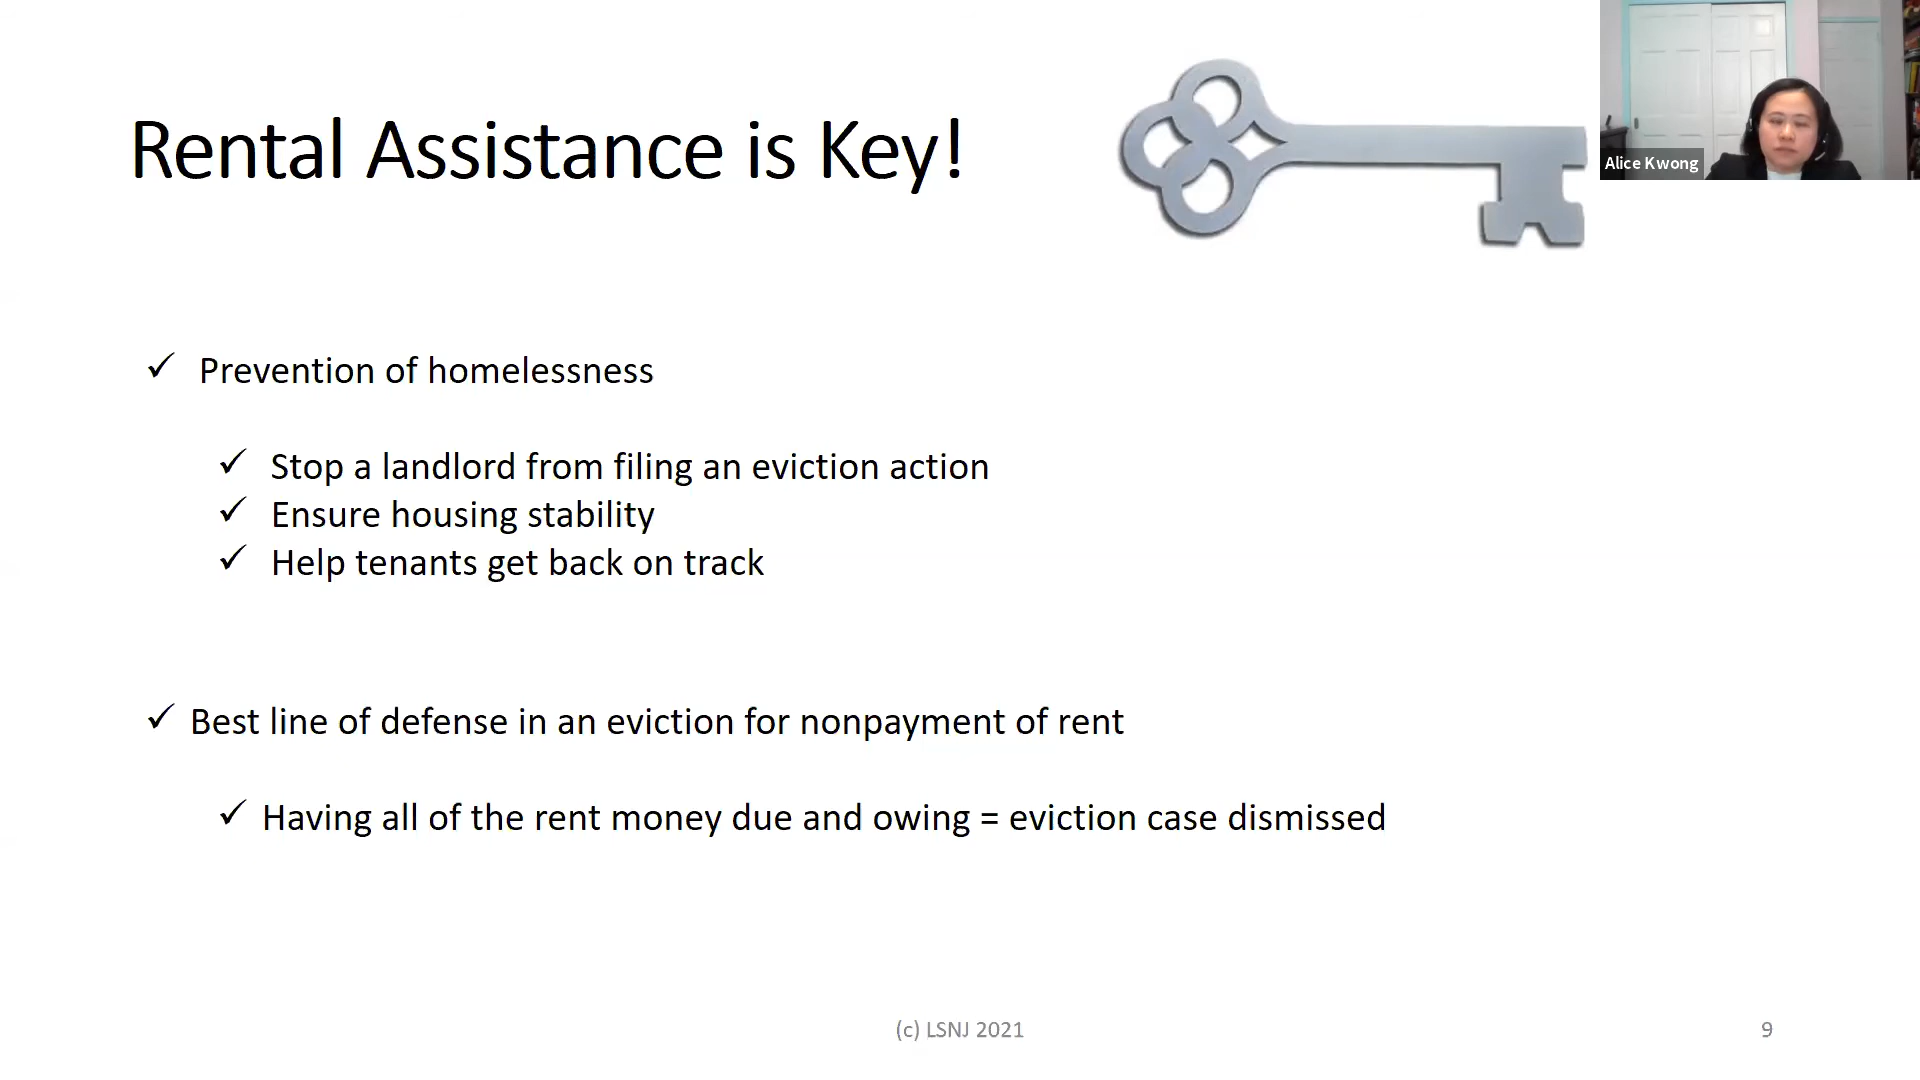 Rental Assistance is Key!
Alice Kwong
✓ Prevention of homelessness
✓ Stop a landlord from filing an eviction action
✓ Ensure housing stability
✓ Help tenants get back on track
✓ Best line of defense in an eviction for nonpayment of rent
✓ Having all of the rent money due and owing = eviction case dismissed
(c) LSNJ 2021
9